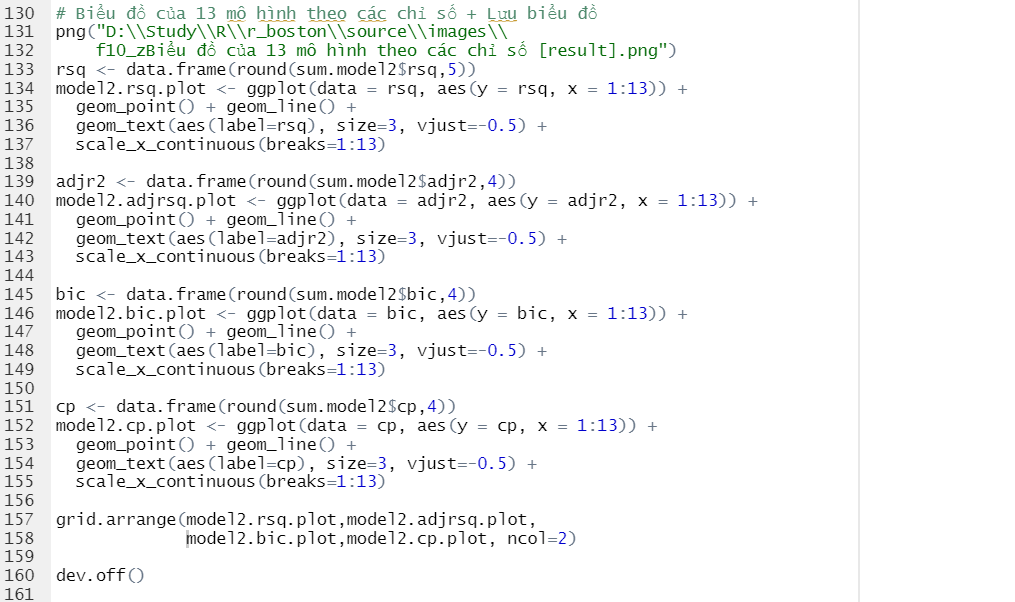 130 # Biểu đồ của 13 mô hình theo các chỉ số + Lưu biểu đồ
131 png("D:\\Study\\R\\r_boston\\source\\images\\
132     f10_zBiểu đồ của 13 mô hình theo các chỉ số [result].png")
133 rsq <- data.frame(round(sum.model2$rsq,5))
134 model2.rsq.plot <- ggplot(data = rsq, aes(y = rsq, x = 1:13)) +
135   geom_point() + geom_line() +
136   geom_text(aes(label=rsq), size=3, vjust=-0.5) +
137   scale_x_continuous(breaks=1:13)
138
139 adjr2 <- data.frame(round(sum.model2$adjr2,4))
140 model2.adjrsq.plot <- ggplot(data = adjr2, aes(y = adjr2, x = 1:13)) +
141   geom_point() + geom_line() +
142   geom_text(aes(label=adjr2), size=3, vjust=-0.5) +
143   scale_x_continuous(breaks=1:13)
144
145 bic <- data.frame(round(sum.model2$bic,4))
146 model2.bic.plot <- ggplot(data = bic, aes(y = bic, x = 1:13)) +
147   geom_point() + geom_line() +
148   geom_text(aes(label=bic), size=3, vjust=-0.5) +
149   scale_x_continuous(breaks=1:13)
150
151 cp <- data.frame(round(sum.model2$cp,4))
152 model2.cp.plot <- ggplot(data = cp, aes(y = cp, x = 1:13)) +
153   geom_point() + geom_line() +
154   geom_text(aes(label=cp), size=3, vjust=-0.5) +
155   scale_x_continuous(breaks=1:13)
156
157 grid.arrange(model2.rsq.plot,model2.adjrsq.plot,
158              model2.bic.plot,model2.cp.plot, ncol=2)
159
160 dev.off()
161